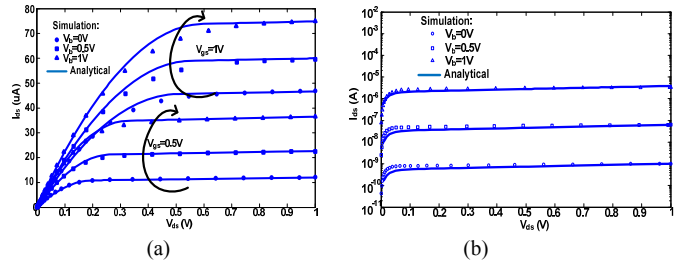 80
70
60
50
40
30
20
10
0
I_ds (uA)
Simulation:
V_b=0V
V_b=0.5V
V_b=1V
Analytical
V_gs=1V
V_gs=0.5V
0 0.1 0.2 0.3 0.4 0.5 0.6 0.7 0.8 0.9 1
V_ds (V)
(a)
10^-2
10^-3
10^-4
10^-5
10^-6
10^-7
10^-8
10^-9
10^-10
10^-1
I_ds (A)
Simulation:
V_b=0V
V_b=0.5V
V_b=1V
Analytical
0 0.1 0.2 0.3 0.4 0.5 0.6 0.7 0.8 0.9 1
V_ds (V)
(b)